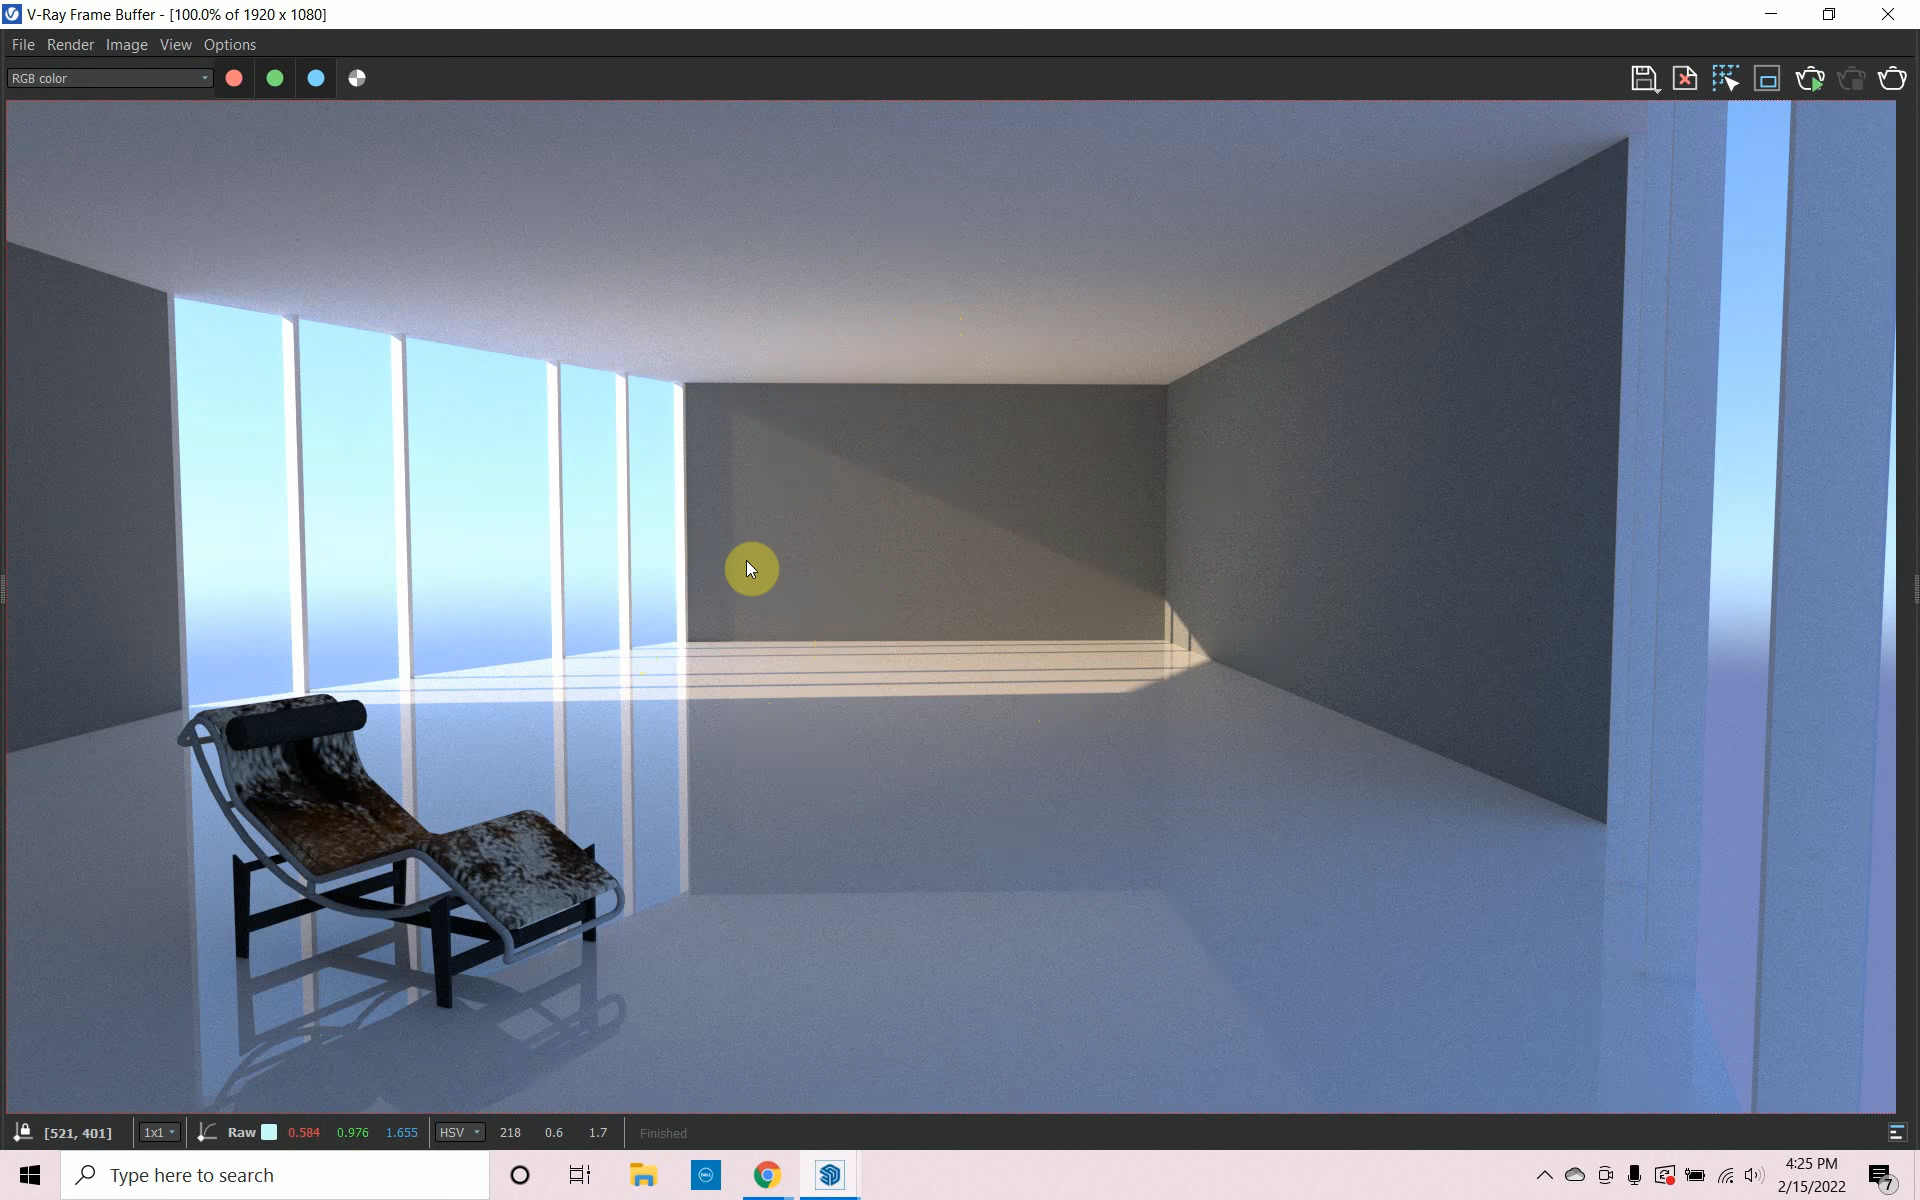 V-Ray Frame Buffer - [100.0% of 1920 x 1080]
File Render Image View Options
RGB color
[521, 401] 1x1 Raw 0.584 0.976 1.655 HSV 218 0.6 1.7 Finished
Type here to search
DELL
4:25 PM
2/15/2022
7